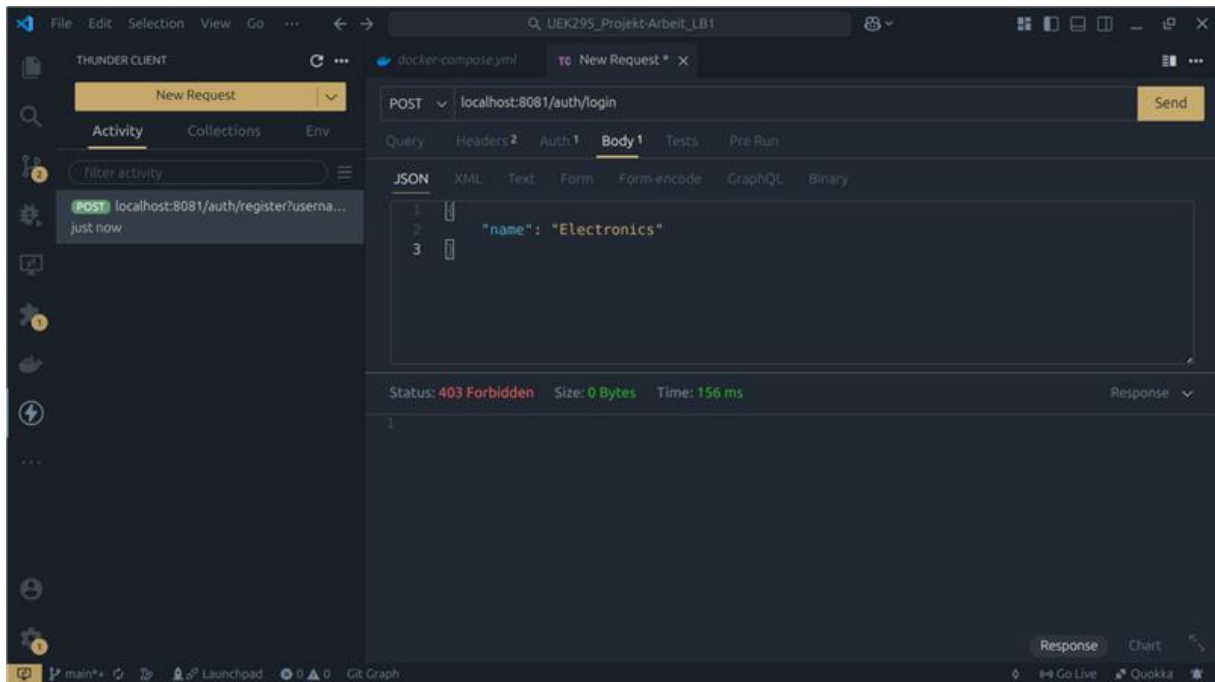 File Edit Selection View Go ... UEK295_Projekt-Arbeit_LB1
THUNDER CLIENT
docker-compose.yml TC New Request * X
New Request
POST localhost:8081/auth/login Send
Activity Collections Env
Query Headers 2 Auth 1 Body 1 Tests Pre Run
filter activity
JSON XML Text Form Form-encode GraphQL Binary
POST localhost:8081/auth/register?userna...
just now
1 {
2 "name": "Electronics"
3 }
Status: 403 Forbidden Size: 0 Bytes Time: 156 ms Response
1
Response Chart
main*+ Launchpad 0 0 Git Graph Go Live Quokka